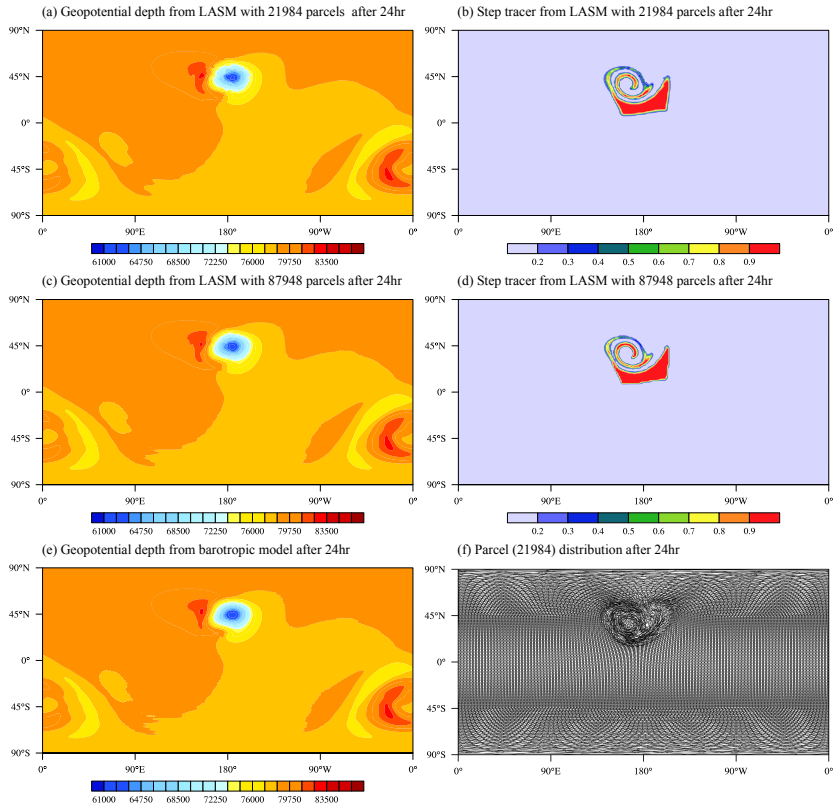 (a) Geopotential depth from LASM with 21984 parcels after 24hr
90°N
45°N
0°
45°S
90°S
0° 90°E 180° 90°W 0°
61000 64750 68500 72250 76000 79750 83500
(b) Step tracer from LASM with 21984 parcels after 24hr
90°N
45°N
0°
45°S
90°S
0° 90°E 180° 90°W 0°
0.2 0.3 0.4 0.5 0.6 0.7 0.8 0.9
(c) Geopotential depth from LASM with 87948 parcels after 24hr
90°N
45°N
0°
45°S
90°S
0° 90°E 180° 90°W 0°
61000 64750 68500 72250 76000 79750 83500
(d) Step tracer from LASM with 87948 parcels after 24hr
90°N
45°N
0°
45°S
90°S
0° 90°E 180° 90°W 0°
0.2 0.3 0.4 0.5 0.6 0.7 0.8 0.9
(e) Geopotential depth from barotropic model after 24hr
90°N
45°N
0°
45°S
90°S
0° 90°E 180° 90°W 0°
61000 64750 68500 72250 76000 79750 83500
(f) Parcel (21984) distribution after 24hr
90°N
45°N
0°
45°S
90°S
0° 90°E 180° 90°W 0°